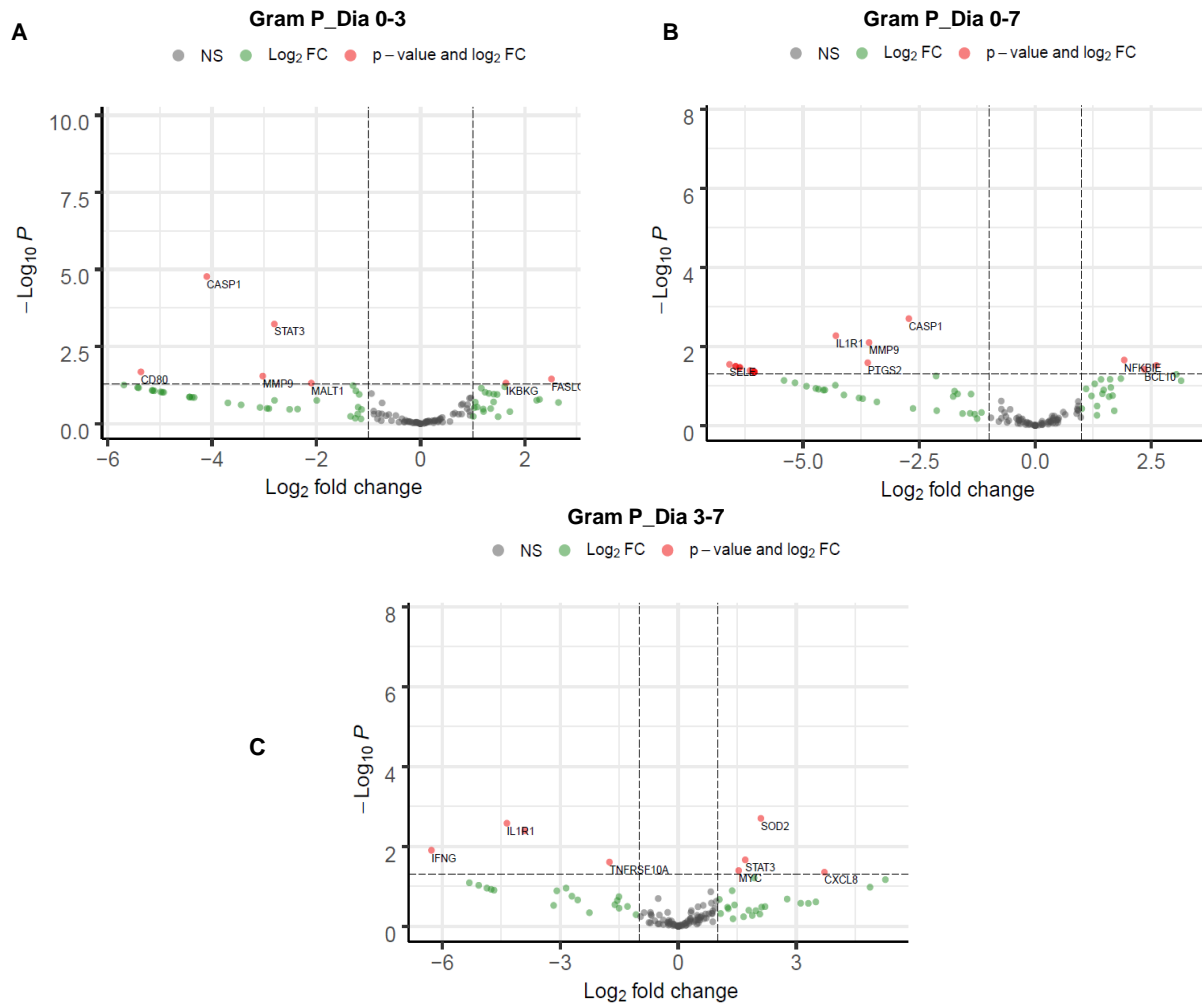 Gram P_Dia 0-3
A
NS Log2 FC p − value and log2 FC
10.0
7.5
5.0
2.5
0.0
− Log10 P
CASP1
STAT3
CD80
MMP9
MALT1
IKBKG
−6 −4 −2 0 2
Log2 fold change
Gram P_Dia 0-7
B
NS Log2 FC p − value and log2 FC
8
6
4
2
0
− Log10 P
CASP1
IL1R1
MMP9
PTGS2
SELE
NFKBIE
BCL10
−5.0 −2.5 0.0 2.5
Log2 fold change
Gram P_Dia 3-7
C
NS Log2 FC p − value and log2 FC
8
6
4
2
0
− Log10 P
SOD2
IL1R1
IFNG
TNFRSF10A
STAT3
MYC
CXCL8
−6 −3 0 3
Log2 fold change